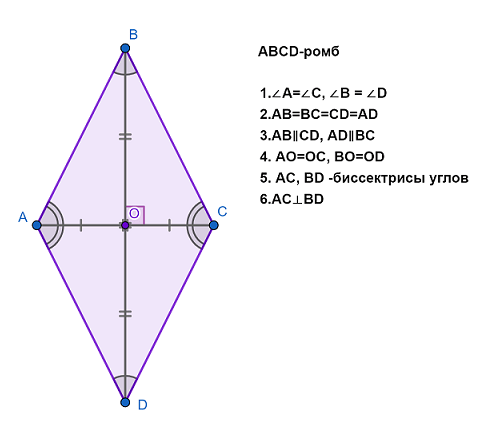 B
ABCD-ромб
1.∠A=∠C, ∠B = ∠D
2.AB=BC=CD=AD
3.AB∥CD, AD∥BC
4. AO=OC, BO=OD
5. AC, BD -биссектрисы углов
6.AC⊥BD
A
O
C
D